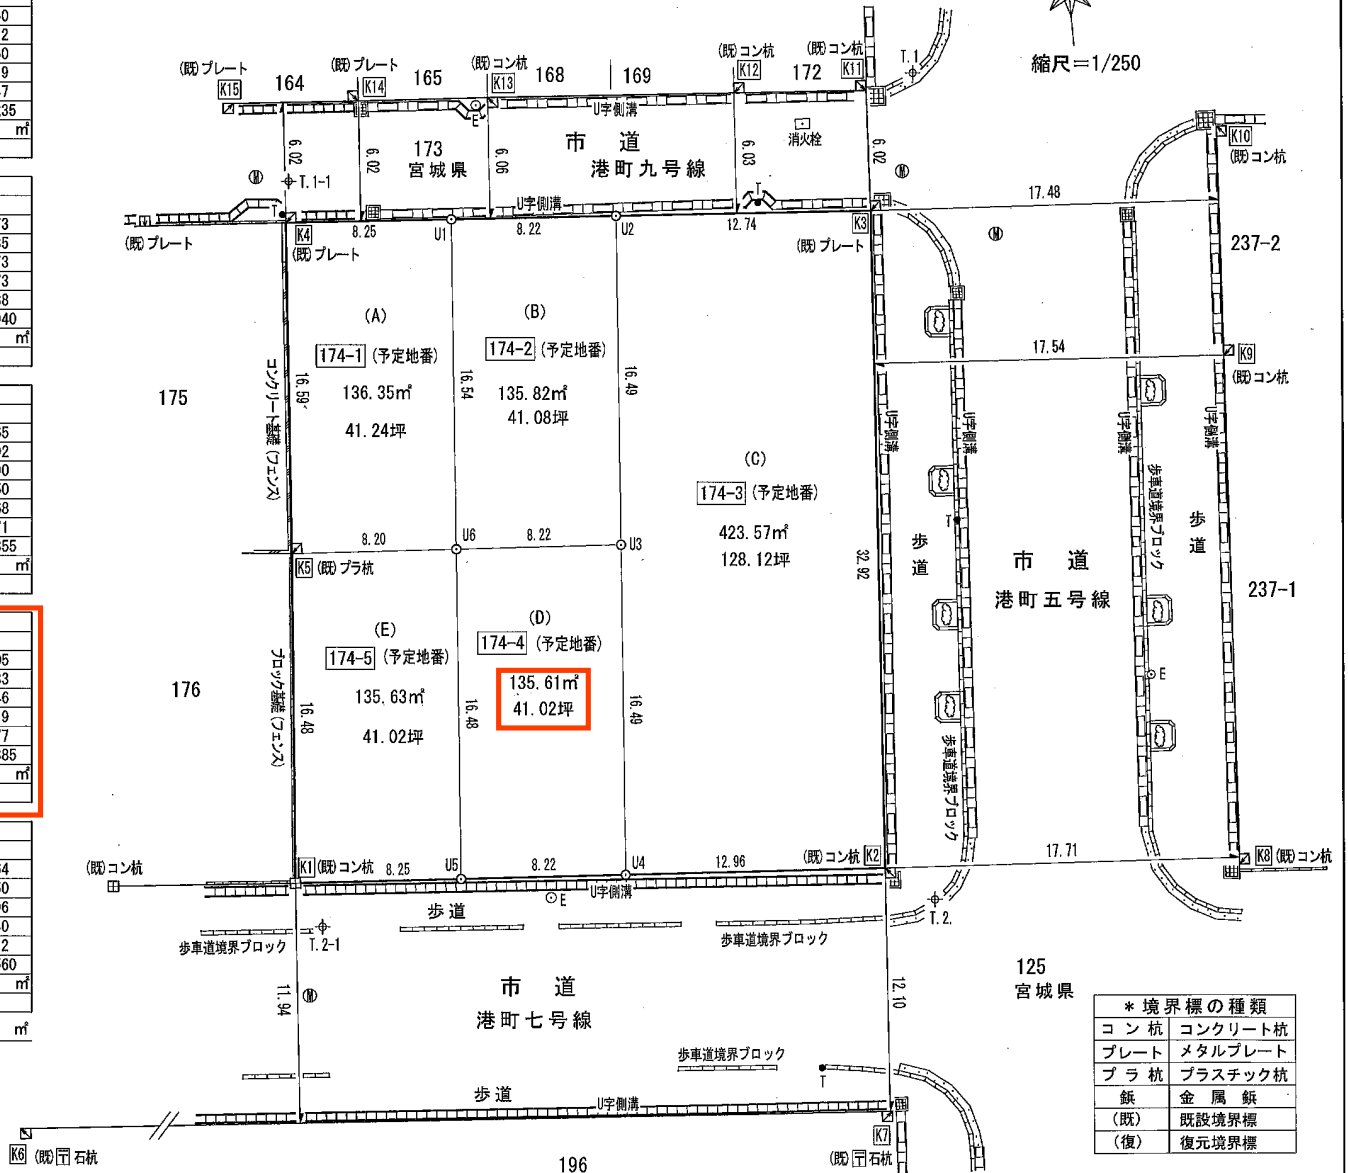 縮尺=1/250
(既)プレート
K15
164
(既)プレート
K14
165
(既)コン杭
K13
168
169
(既)コン杭
K12
172
(既)コン杭
K11
T.1
U字側溝
E
消火栓
市 道
港町九号線
173
宮城県
6.02
6.02
6.06
6.03
6.02
T.1-1
M
M
T
T
U字側溝
K10
(既)コン杭
17.48
(既)プレート
K4
(既)プレート
8.25
U1
8.22
U2
12.74
K3
(既)プレート
M
237-2
(A)
174-1 (予定地番)
136.35㎡
41.24坪
(B)
174-2 (予定地番)
135.82㎡
41.08坪
(C)
174-3 (予定地番)
423.57㎡
128.12坪
175
コンクリート基礎(フェンス)
16.59
16.54
16.49
17.54
K9
(既)コン杭
U字側溝
U字側溝
U字側溝
U字側溝
歩車道境界ブロック
歩道
歩道
T
市 道
港町五号線
237-1
32.92
8.20
U6
8.22
U3
K5 (既)プラ杭
(D)
174-4 (予定地番)
135.61㎡
41.02坪
(E)
174-5 (予定地番)
135.63㎡
41.02坪
176
ブロック基礎(フェンス)
16.48
16.48
16.49
E
歩車道境界ブロック
(既)コン杭
K1 (既)コン杭
8.25
U5
8.22
U4
12.96
(既)コン杭 K2
17.71
K8 (既)コン杭
U字側溝
E
歩道
歩車道境界ブロック
T.2-1
歩車道境界ブロック
T.2
市 道
港町七号線
11.94
M
12.10
125
宮城県
歩車道境界ブロック
T
歩道
U字側溝
K6 (既)〒石杭
196
K7
(既)〒石杭
*境界標の種類
コン杭 コンクリート杭
プレート メタルプレート
プラ杭 プラスチック杭
鋲 金属鋲
(既) 既設境界標
(復) 復元境界標
㎡
㎡
㎡
㎡
㎡
㎡